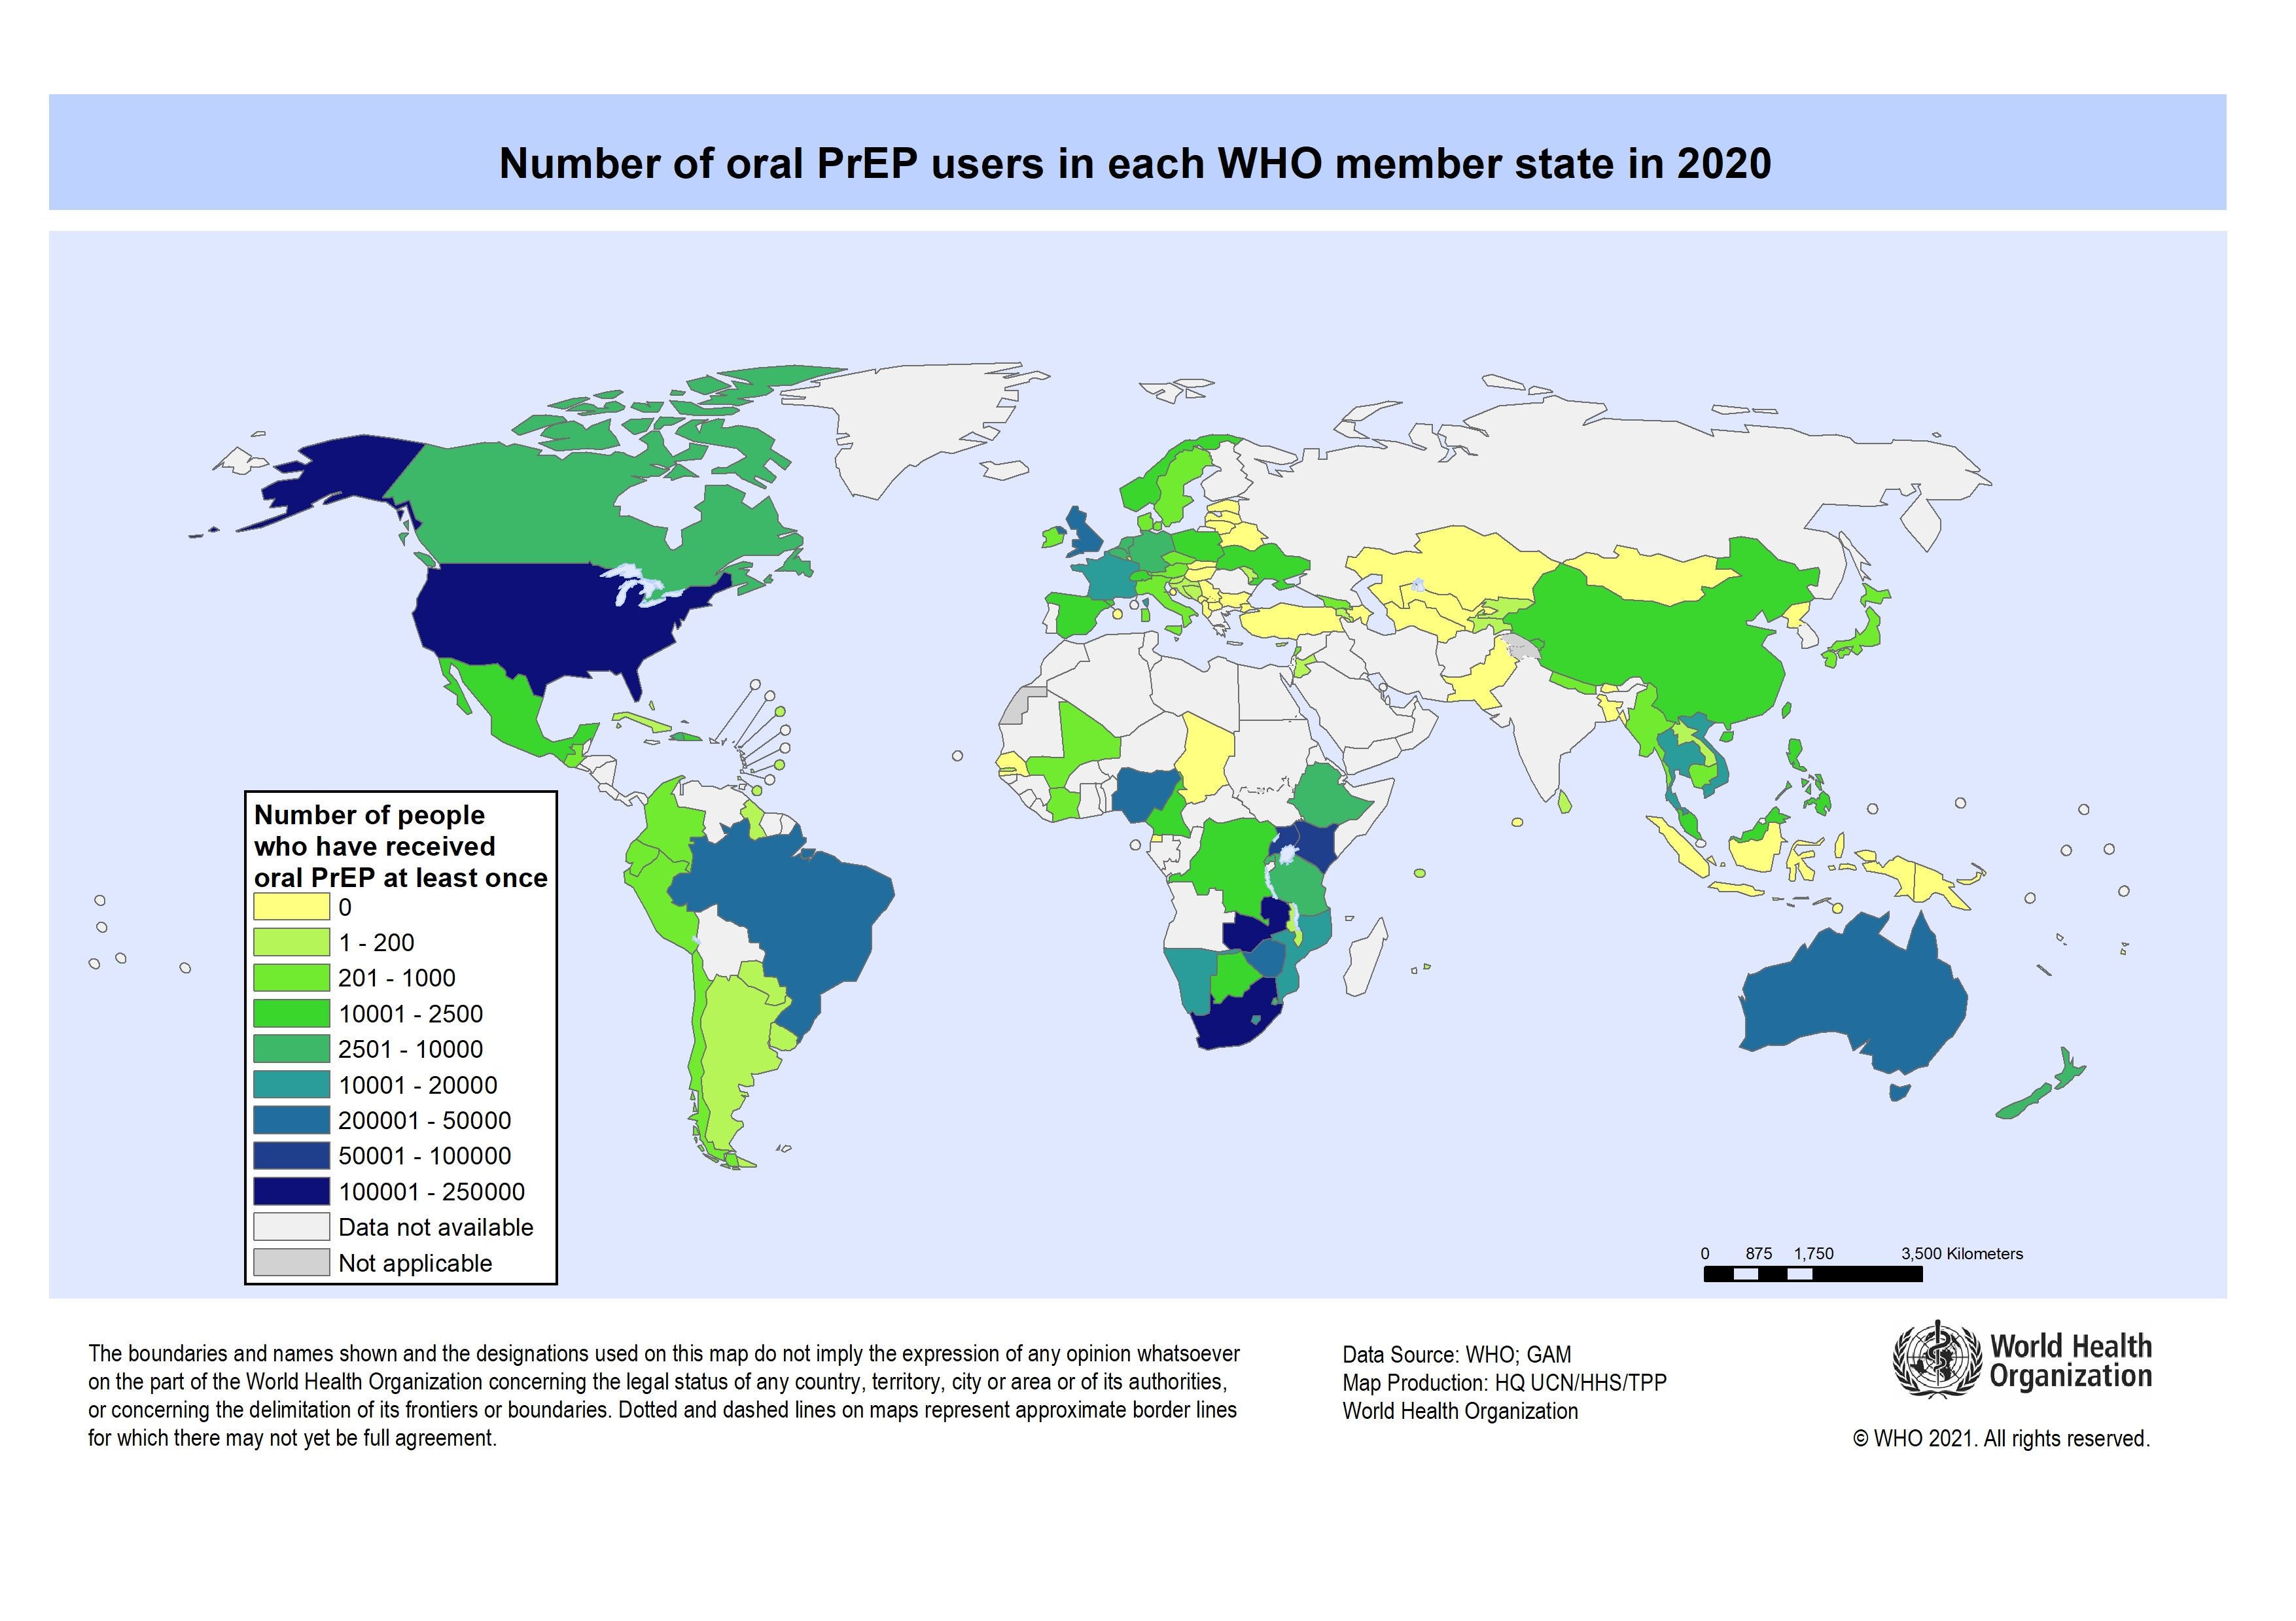 Number of oral PrEP users in each WHO member state in 2020
Number of people
who have received
oral PrEP at least once
0
1 - 200
201 - 1000
10001 - 2500
2501 - 10000
10001 - 20000
200001 - 50000
50001 - 100000
100001 - 250000
Data not available
Not applicable
0 875 1,750 3,500 Kilometers
The boundaries and names shown and the designations used on this map do not imply the expression of any opinion whatsoever
on the part of the World Health Organization concerning the legal status of any country, territory, city or area or of its authorities,
or concerning the delimitation of its frontiers or boundaries. Dotted and dashed lines on maps represent approximate border lines
for which there may not yet be full agreement.
Data Source: WHO; GAM
Map Production: HQ UCN/HHS/TPP
World Health Organization
World Health
Organization
© WHO 2021. All rights reserved.